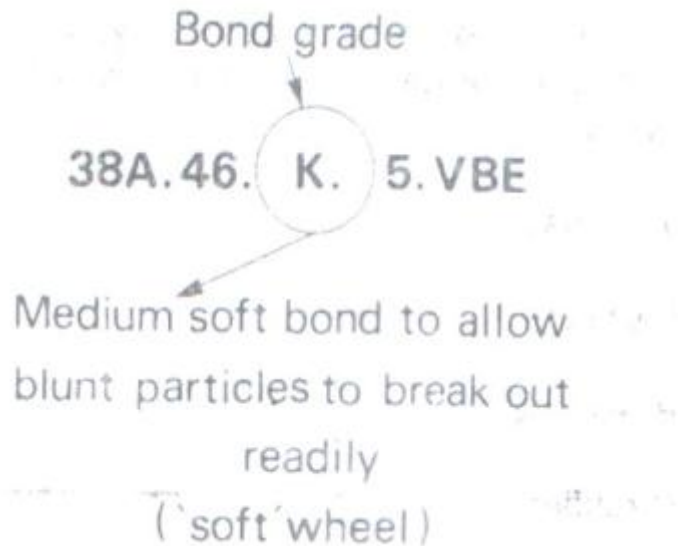 Bond grade
38A.46. K. 5.VBE
Medium soft bond to allow
blunt particles to break out
readily
(`soft´wheel)